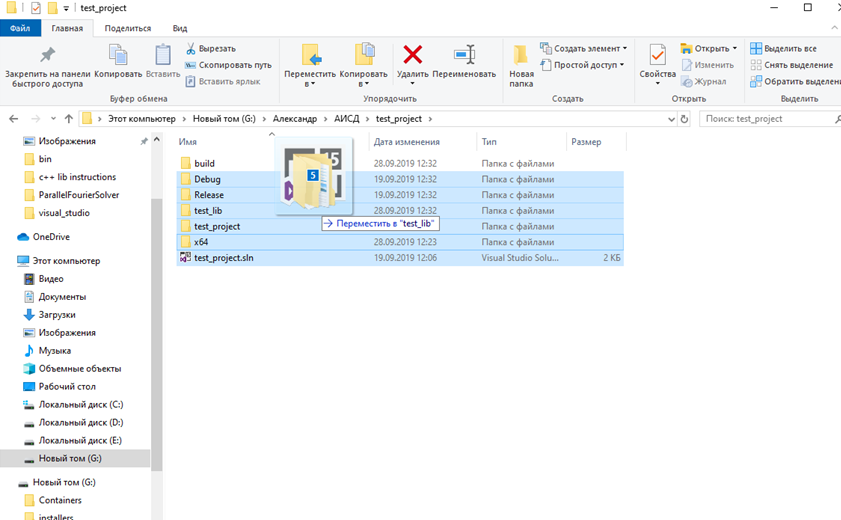 test_project
Файл Главная Поделиться Вид
Закрепить на панели быстрого доступа
Копировать
Вставить
Вырезать
Скопировать путь
Вставить ярлык
Буфер обмена
Переместить в
Копировать в
Удалить
Переименовать
Упорядочить
Новая папка
Создать элемент
Простой доступ
Создать
Свойства
Открыть
Изменить
Журнал
Открыть
Выделить все
Снять выделение
Обратить выделени
Выделить
Этот компьютер > Новый том (G:) > Александр > АИСД > test_project >
Поиск: test_project
Имя Дата изменения Тип Размер
build 28.09.2019 12:32 Папка с файлами
Debug 19.09.2019 12:32 Папка с файлами
Release 19.09.2019 12:32 Папка с файлами
test_lib 28.09.2019 12:32 Папка с файлами
test_project 28.09.2019 12:32 Папка с файлами
x64 28.09.2019 12:23 Папка с файлами
test_project.sln 19.09.2019 12:06 Visual Studio Solu... 2 КБ
5
Переместить в "test_lib"
Изображения
bin
c++ lib instructions
ParallelFourierSolver
visual_studio
OneDrive
Этот компьютер
Видео
Документы
Загрузки
Изображения
Музыка
Объемные объекты
Рабочий стол
Локальный диск (C:)
Локальный диск (D:)
Локальный диск (E:)
Новый том (G:)
Новый том (G:)
Containers
installers